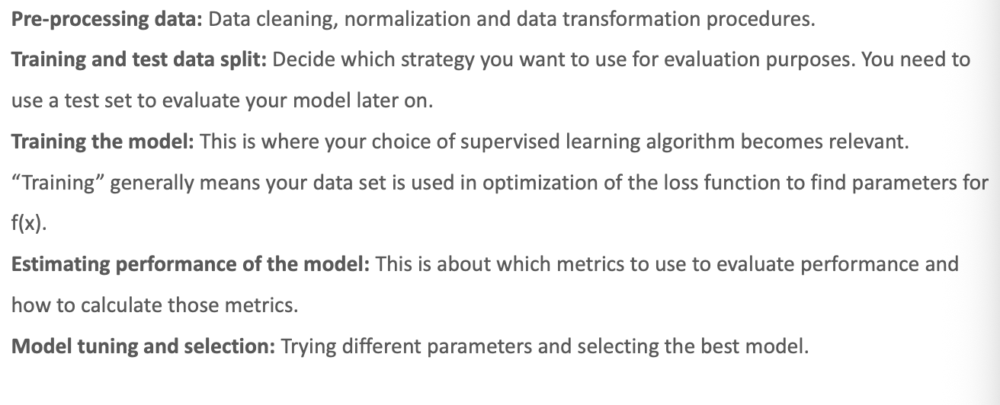 Pre-processing data: Data cleaning, normalization and data transformation procedures.
Training and test data split: Decide which strategy you want to use for evaluation purposes. You need to
use a test set to evaluate your model later on.
Training the model: This is where your choice of supervised learning algorithm becomes relevant.
“Training” generally means your data set is used in optimization of the loss function to find parameters for
f(x).
Estimating performance of the model: This is about which metrics to use to evaluate performance and
how to calculate those metrics.
Model tuning and selection: Trying different parameters and selecting the best model.